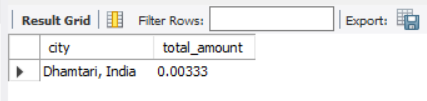 Result Grid Filter Rows: Export:
city total_amount
Dhamtari, India 0.00333